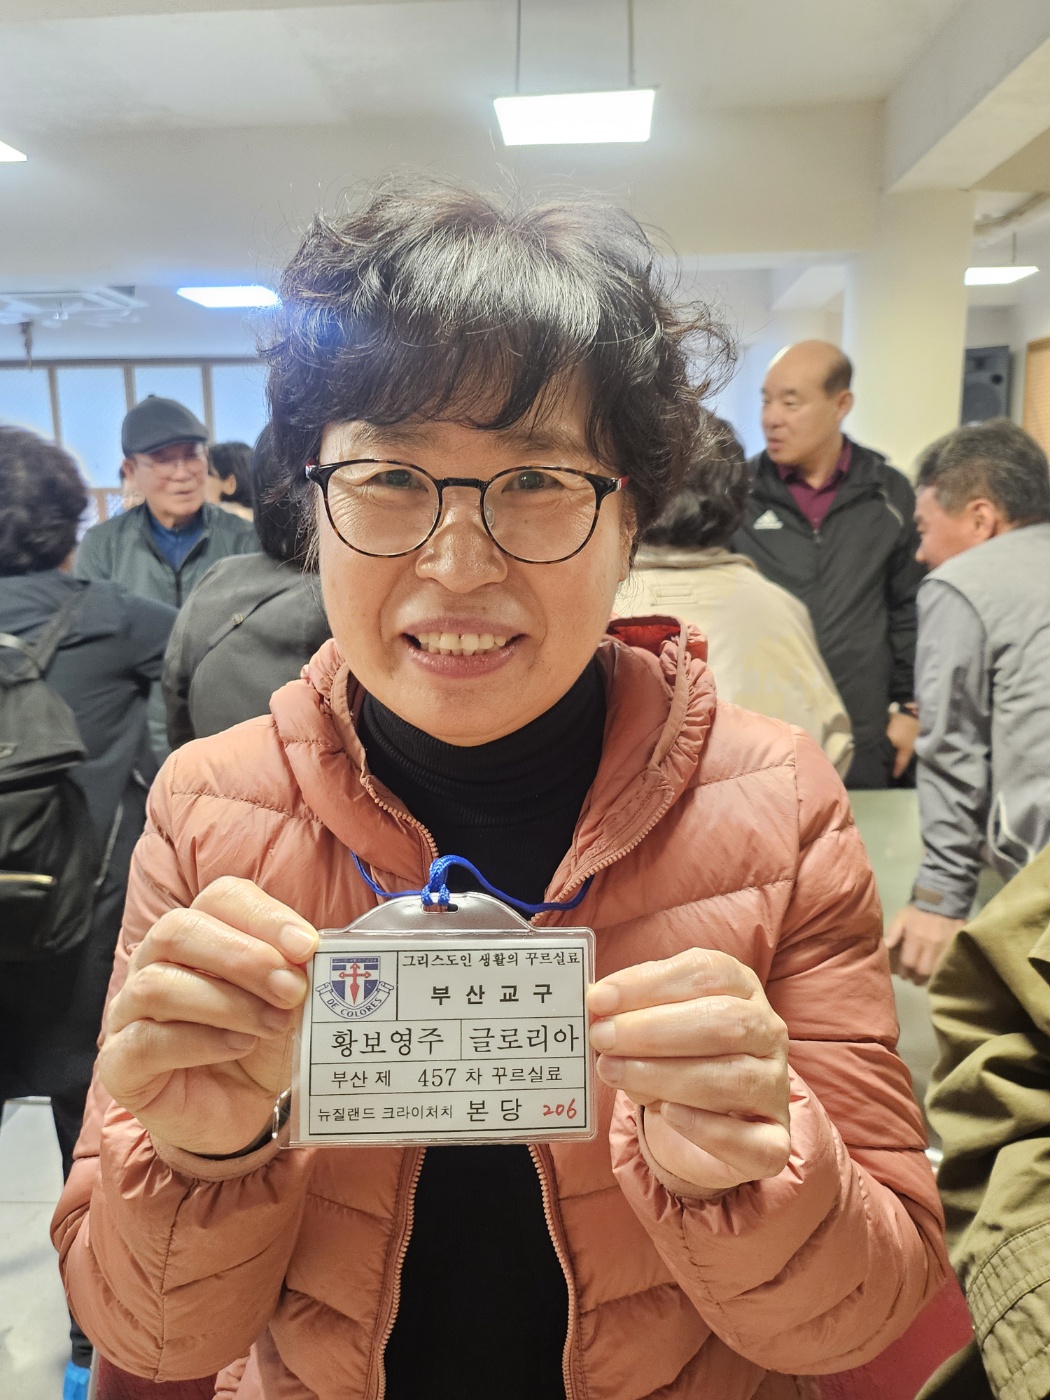 그리스도인 생활의 꾸르실료
부산교구
DE COLORES
황보영주 글로리아
부산 제 457 차 꾸르실료
뉴질랜드 크라이처치 본당 206
adidas